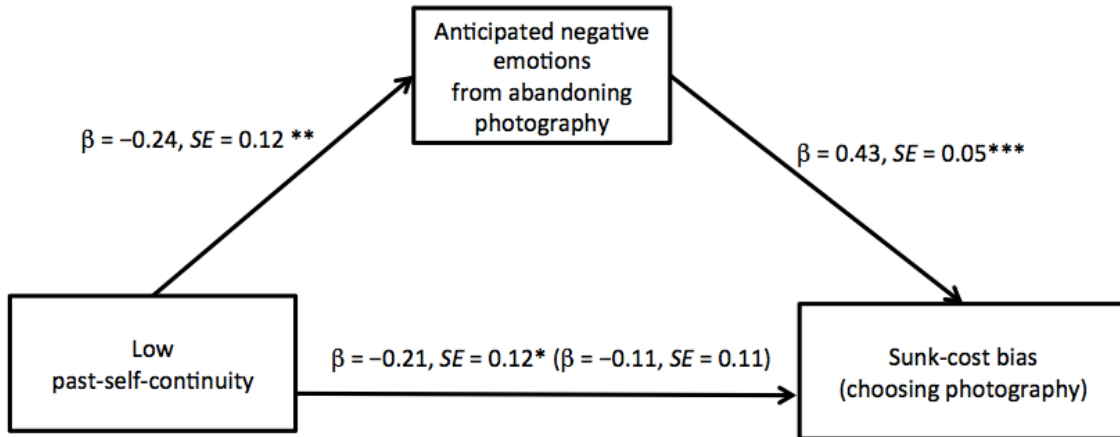 Anticipated negative
emotions
from abandoning
photography
β = −0.24, SE = 0.12 **
β = 0.43, SE = 0.05***
Low
past-self-continuity
β = −0.21, SE = 0.12* (β = −0.11, SE = 0.11)
Sunk-cost bias
(choosing photography)